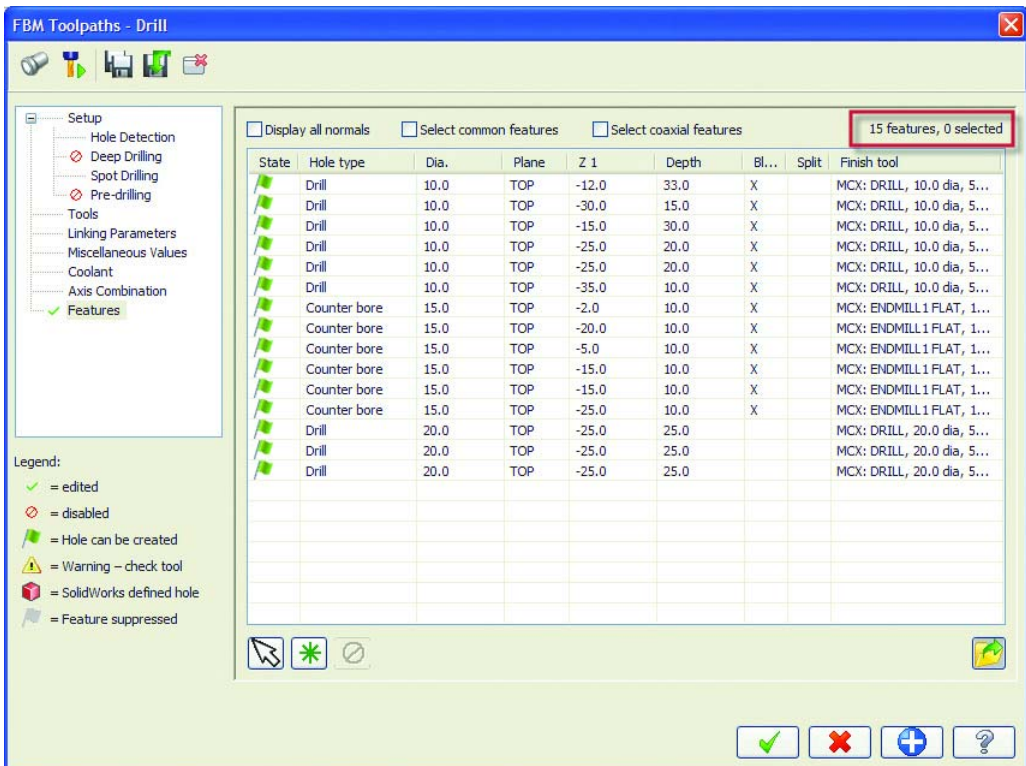 FBM Toolpaths - Drill
Setup
Hole Detection
Deep Drilling
Spot Drilling
Pre-drilling
Tools
Linking Parameters
Miscellaneous Values
Coolant
Axis Combination
Features
Legend:
= edited
= disabled
= Hole can be created
= Warning – check tool
= SolidWorks defined hole
= Feature suppressed
Display all normals Select common features Select coaxial features 15 features, 0 selected
State Hole type Dia. Plane Z 1 Depth Bl... Split Finish tool
Drill 10.0 TOP -12.0 33.0 X MCX: DRILL, 10.0 dia, 5...
Drill 10.0 TOP -30.0 15.0 X MCX: DRILL, 10.0 dia, 5...
Drill 10.0 TOP -15.0 30.0 X MCX: DRILL, 10.0 dia, 5...
Drill 10.0 TOP -25.0 20.0 X MCX: DRILL, 10.0 dia, 5...
Drill 10.0 TOP -25.0 20.0 X MCX: DRILL, 10.0 dia, 5...
Drill 10.0 TOP -35.0 10.0 X MCX: DRILL, 10.0 dia, 5...
Counter bore 15.0 TOP -2.0 10.0 X MCX: ENDMILL1 FLAT, 1...
Counter bore 15.0 TOP -20.0 10.0 X MCX: ENDMILL1 FLAT, 1...
Counter bore 15.0 TOP -5.0 10.0 X MCX: ENDMILL1 FLAT, 1...
Counter bore 15.0 TOP -15.0 10.0 X MCX: ENDMILL1 FLAT, 1...
Counter bore 15.0 TOP -15.0 10.0 X MCX: ENDMILL1 FLAT, 1...
Counter bore 15.0 TOP -25.0 10.0 X MCX: ENDMILL1 FLAT, 1...
Drill 20.0 TOP -25.0 25.0 MCX: DRILL, 20.0 dia, 5...
Drill 20.0 TOP -25.0 25.0 MCX: DRILL, 20.0 dia, 5...
Drill 20.0 TOP -25.0 25.0 MCX: DRILL, 20.0 dia, 5...